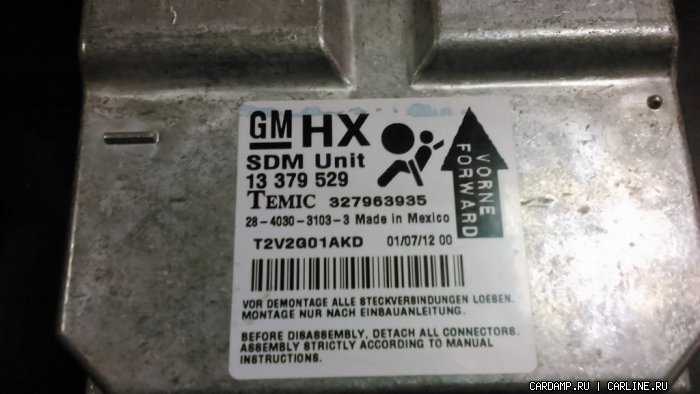 GM HX
SDM Unit
13 379 529
TEMIC 327963935
28-4030-3103-3 Made in Mexico
T2V2G01AKD 01/07/12 00
VORNE
FORWARD
VOR DEMONTAGE ALLE STECKVERBINDUNGEN LOESEN.
MONTAGE NUR NACH EINBAUANLEITUNG.
BEFORE DISASSEMBLY, DETACH ALL CONNECTORS.
ASSEMBLY STRICTLY ACCORDING TO MANUAL
INSTRUCTIONS.
CARDAMP.RU | CARLINE.RU